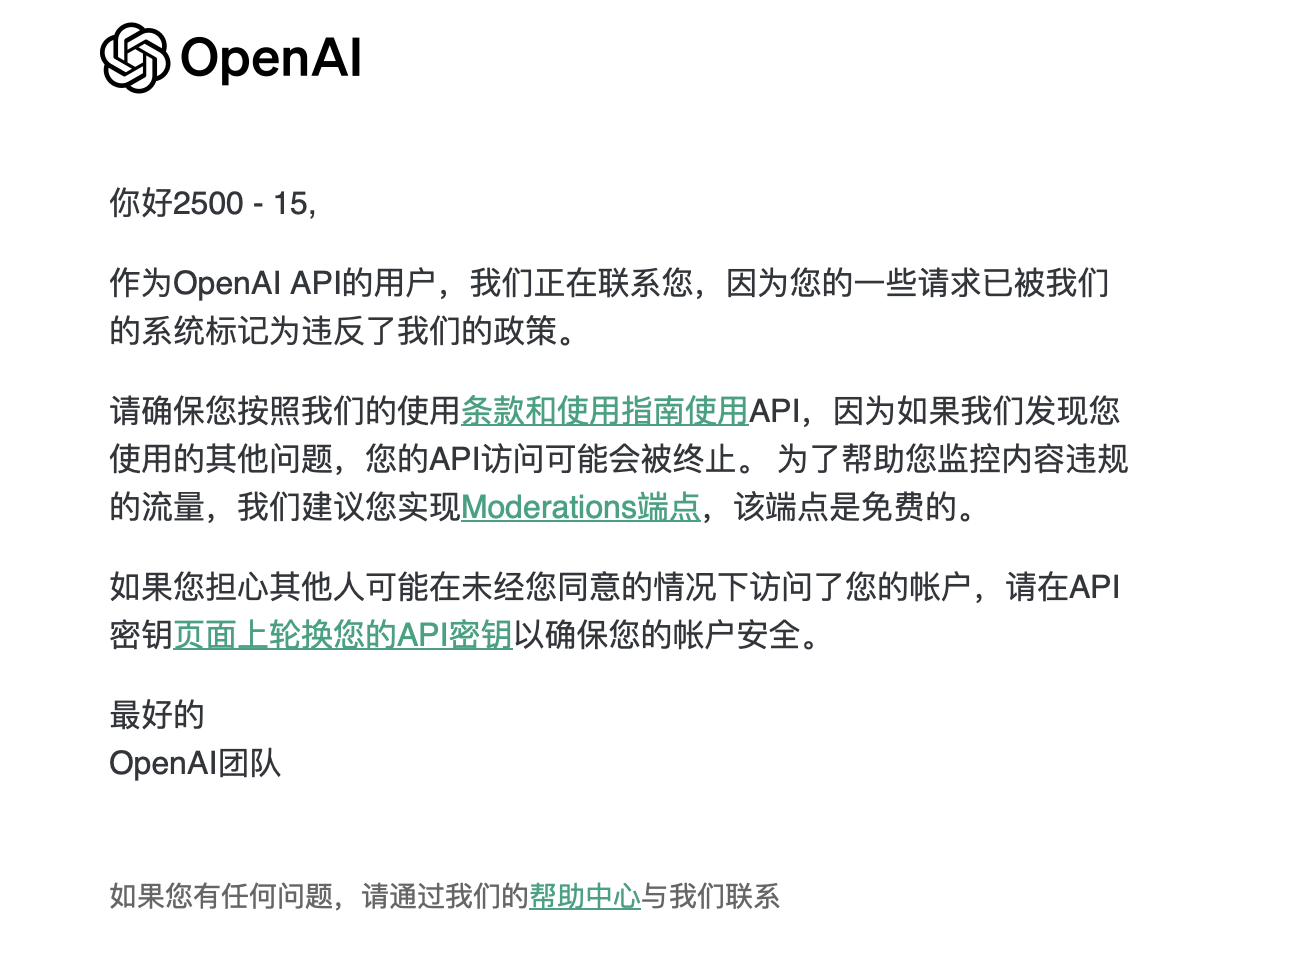 OpenAI
你好2500 - 15,
作为OpenAI API的用户，我们正在联系您，因为您的一些请求已被我们
的系统标记为违反了我们的政策。
请确保您按照我们的使用条款和使用指南使用API，因为如果我们发现您
使用的其他问题，您的API访问可能会被终止。 为了帮助您监控内容违规
的流量，我们建议您实现Moderations端点，该端点是免费的。
如果您担心其他人可能在未经您同意的情况下访问了您的帐户，请在API
密钥页面上轮换您的API密钥以确保您的帐户安全。
最好的
OpenAI团队
如果您有任何问题，请通过我们的帮助中心与我们联系